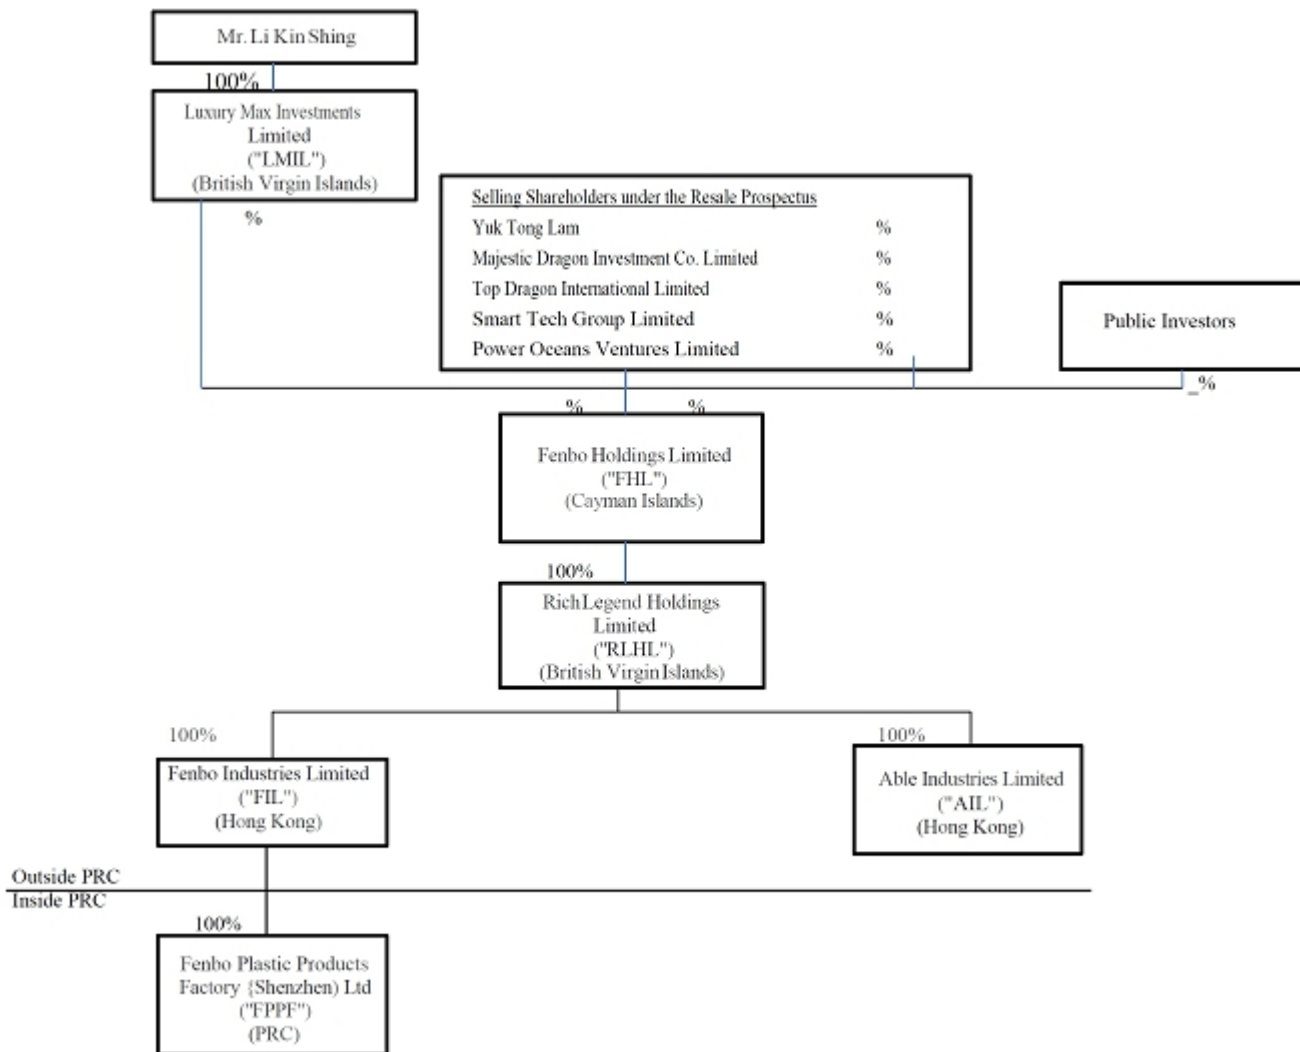 Mr. Li Kin Shing
100%
Luxury Max Investments
Limited
("LMIL")
(British Virgin Islands)
%
Selling Shareholders under the Resale Prospectus
Yuk Tong Lam %
Majestic Dragon Investment Co. Limited %
Top Dragon International Limited %
Smart Tech Group Limited %
Power Oceans Ventures Limited %
Public Investors
_%
% %
Fenbo Holdings Limited
("FHL")
(Cayman Islands)
100%
Rich Legend Holdings
Limited
("RLHL")
(British Virgin Islands)
100%
Fenbo Industries Limited
("FIL")
(Hong Kong)
100%
Able Industries Limited
("AIL")
(Hong Kong)
Outside PRC
Inside PRC
100%
Fenbo Plastic Products
Factory {Shenzhen) Ltd
("FPPF")
(PRC)